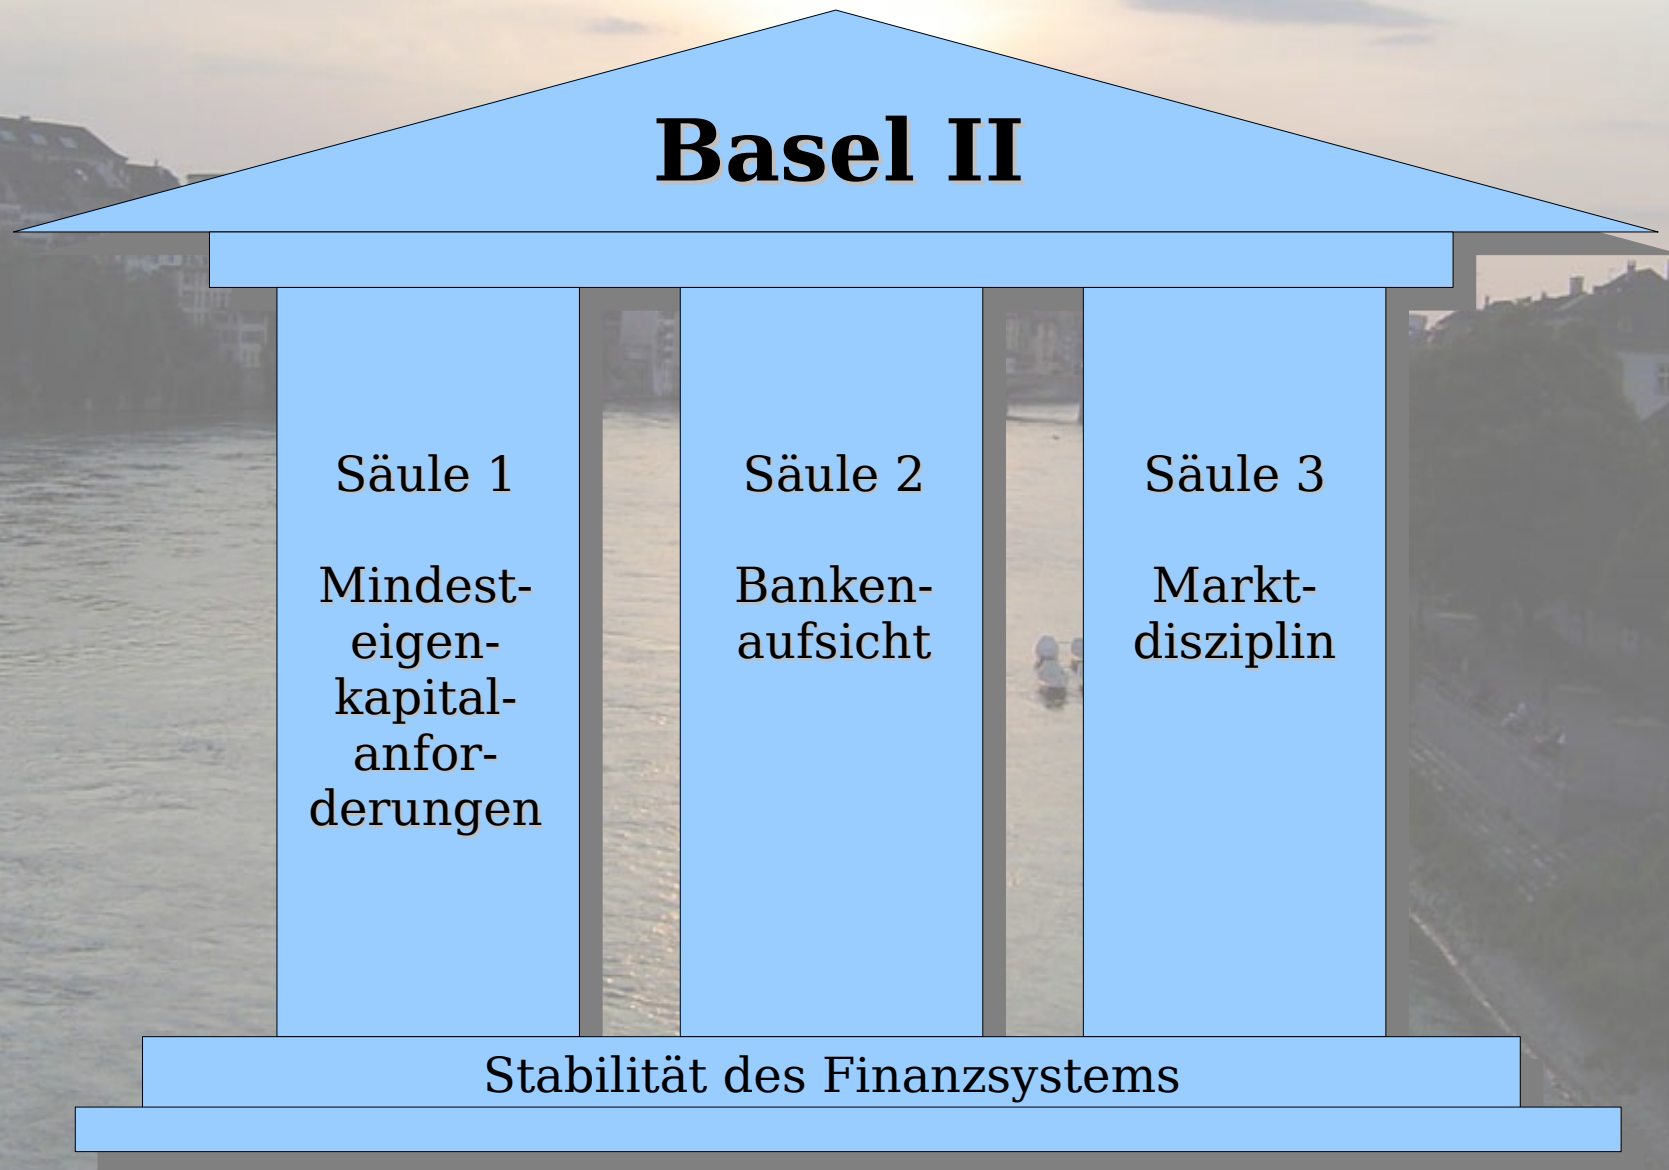 Basel II
Säule 1
Mindest-
eigen-
kapital-
anfor-
derungen
Säule 2
Banken-
aufsicht
Säule 3
Markt-
disziplin
Stabilität des Finanzsystems